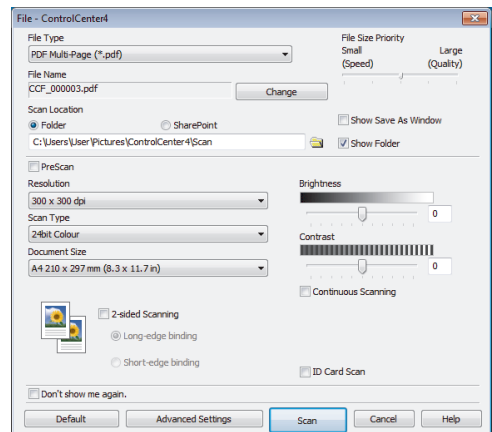 File - ControlCenter4
File Type
PDF Multi-Page (*.pdf)
File Size Priority
Small Large
(Speed) (Quality)
File Name
CCF_000003.pdf
Change
Scan Location
Folder SharePoint
Show Save As Window
C:\Users\User\Pictures\ControlCenter4\Scan
Show Folder
PreScan
Resolution
300 x 300 dpi
Scan Type
24bit Colour
Document Size
A4 210 x 297 mm (8.3 x 11.7 in)
Brightness
0
Contrast
0
Continuous Scanning
2-sided Scanning
Long-edge binding
Short-edge binding
ID Card Scan
Don't show me again.
Default Advanced Settings Scan Cancel Help